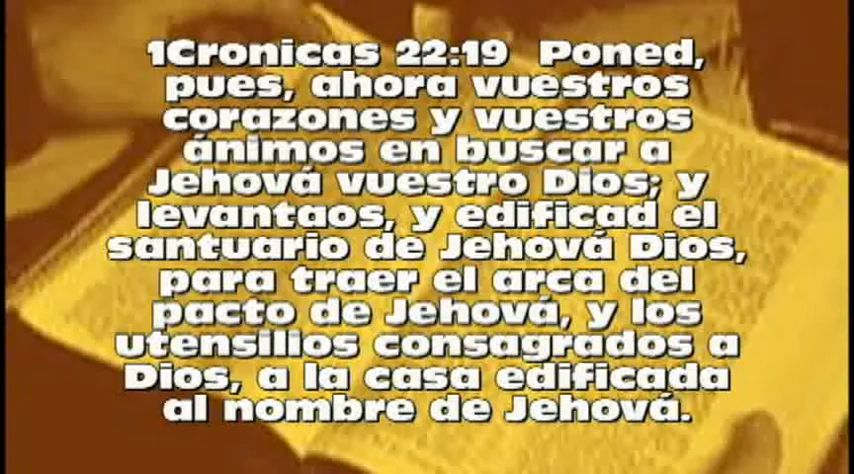 1Cronicas 22:19 Poned,
pues, ahora vuestros
corazones y vuestros
ánimos en buscar a
Jehová vuestro Dios; y
levantaos, y edificad el
santuario de Jehová Dios,
para traer el arca del
pacto de Jehová, y los
utensilios consagrados a
Dios, a la casa edificada
al nombre de Jehová.